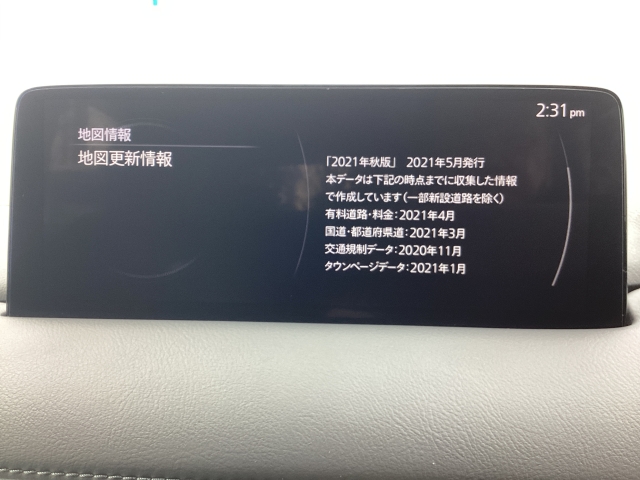 2:31pm
地図情報
地図更新情報
「2021年秋版」 2021年5月発行
本データは下記の時点までに収集した情報
で作成しています(一部新設道路を除く)
有料道路・料金:2021年4月
国道・都道府県道:2021年3月
交通規制データ:2020年11月
タウンページデータ:2021年1月